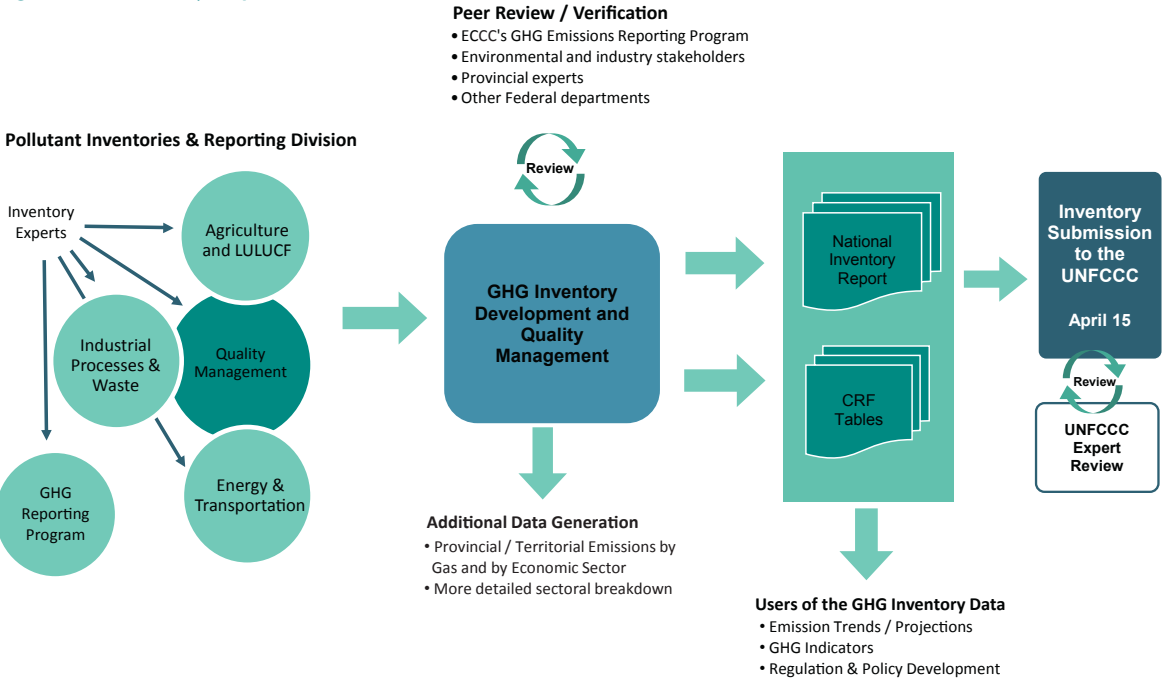 Peer Review / Verification
• ECCC's GHG Emissions Reporting Program
• Environmental and industry stakeholders
• Provincial experts
• Other Federal departments
Pollutant Inventories & Reporting Division
Review
Inventory
Experts
Agriculture
and LULUCF
Industrial
Processes &
Waste
Quality
Management
GHG
Reporting
Program
Energy &
Transportation
GHG Inventory
Development and
Quality
Management
National
Inventory
Report
CRF
Tables
Inventory
Submission
to the
UNFCCC
April 15
Review
UNFCCC
Expert
Review
Additional Data Generation
• Provincial / Territorial Emissions by
Gas and by Economic Sector
• More detailed sectoral breakdown
Users of the GHG Inventory Data
• Emission Trends / Projections
• GHG Indicators
• Regulation & Policy Development